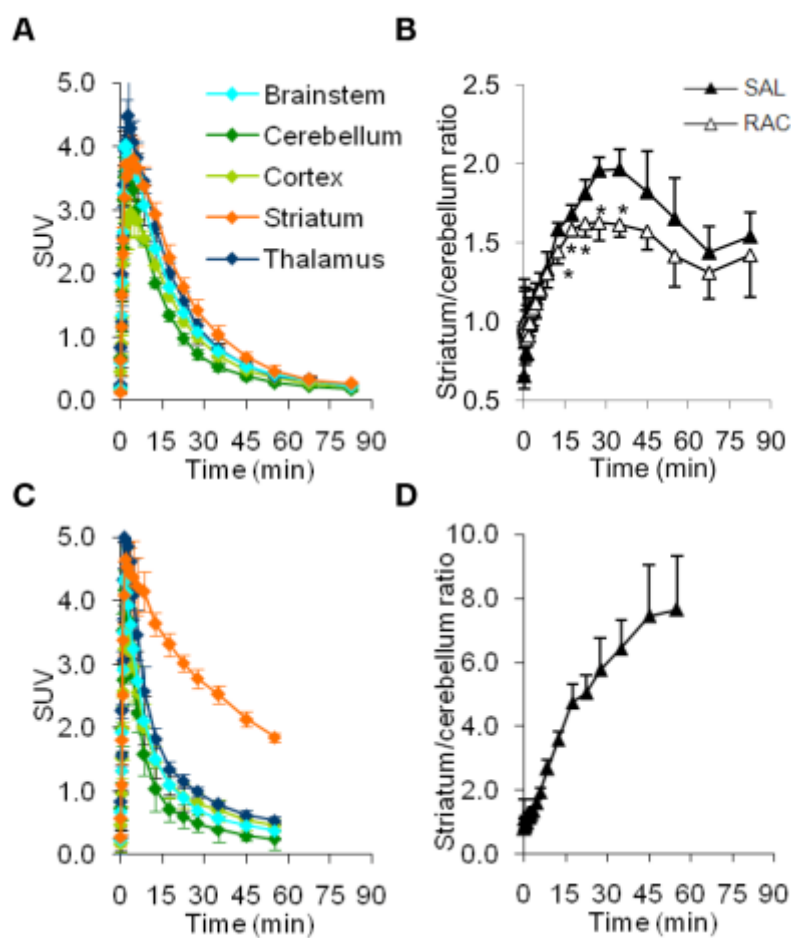 A
5.0
4.0
3.0
2.0
1.0
0.0
SUV
Brainstem
Cerebellum
Cortex
Striatum
Thalamus
0 15 30 45 60 75 90
Time (min)
B
2.5
2.0
1.5
1.0
0.5
Striatum/cerebellum ratio
SAL
RAC
* *
* *
*
0 15 30 45 60 75 90
Time (min)
C
5.0
4.0
3.0
2.0
1.0
0.0
SUV
0 15 30 45 60 75 90
Time (min)
D
10.0
8.0
6.0
4.0
2.0
0.0
Striatum/cerebellum ratio
0 15 30 45 60 75 90
Time (min)